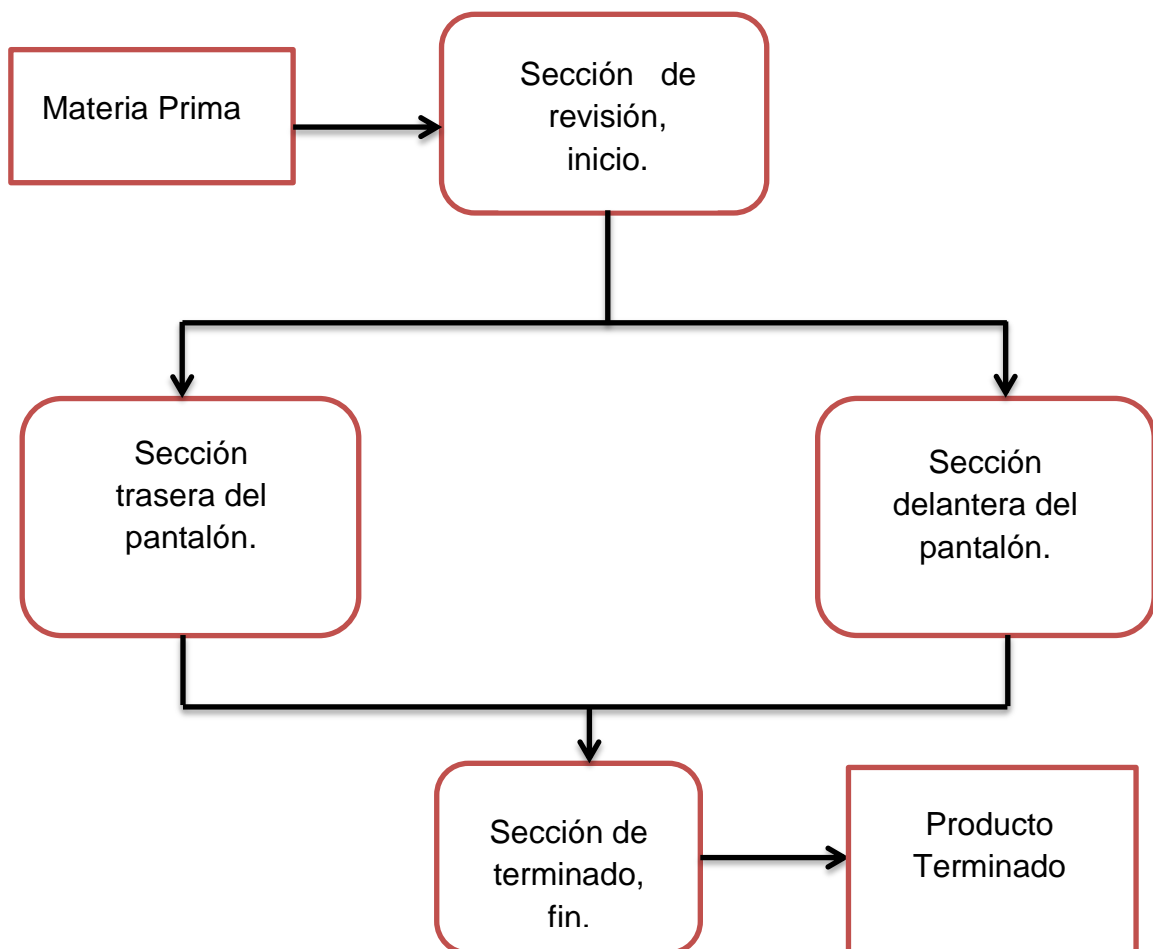 Materia Prima
Sección de
revisión,
inicio.
Sección
trasera del
pantalón.
Sección
delantera del
pantalón.
Sección de
terminado,
fin.
Producto
Terminado